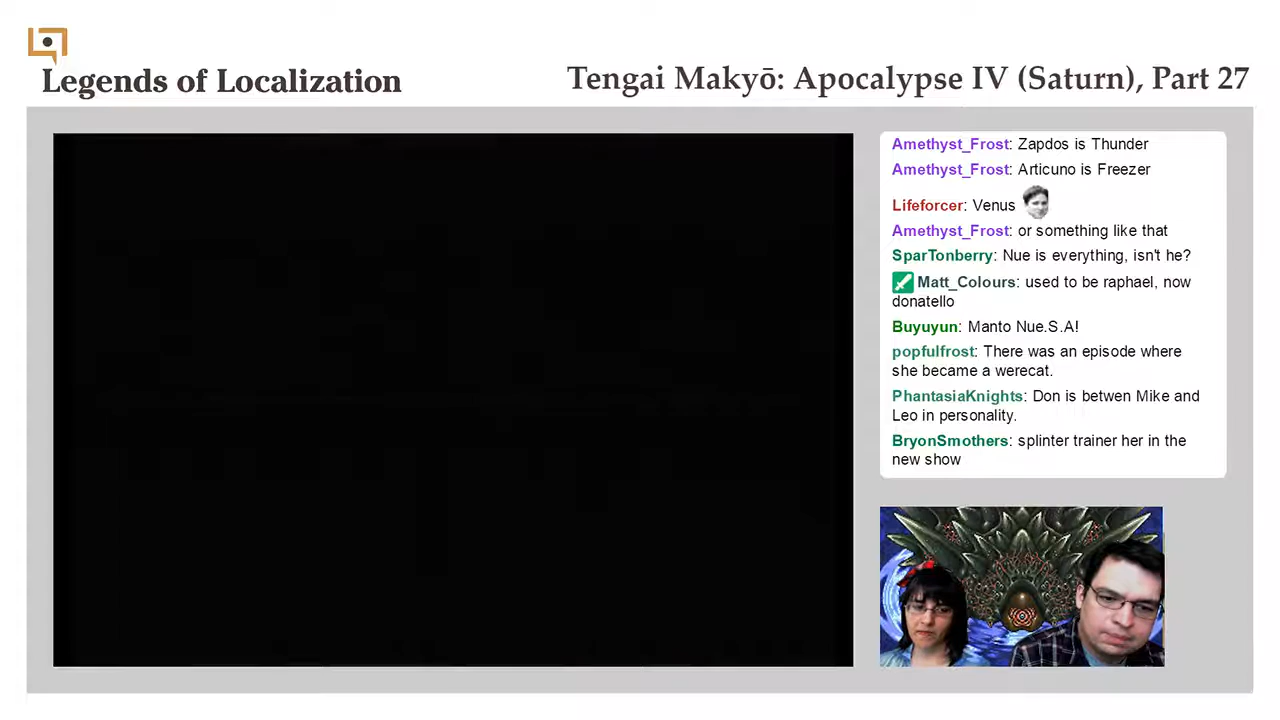 Legends of Localization
Tengai Makyō: Apocalypse IV (Saturn), Part 27
Amethyst_Frost: Zapdos is Thunder
Amethyst_Frost: Articuno is Freezer
Lifeforcer: Venus
Amethyst_Frost: or something like that
SparTonberry: Nue is everything, isn't he?
Matt_Colours: used to be raphael, now
donatello
Buyuyun: Manto Nue.S.A!
popfulfrost: There was an episode where
she became a werecat.
PhantasiaKnights: Don is betwen Mike and
Leo in personality.
BryonSmothers: splinter trainer her in the
new show